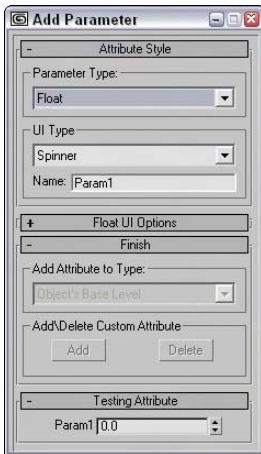 Add Parameter
- Attribute Style
Parameter Type:
Float
UI Type
Spinner
Name: Param1
+ Float UI Options
- Finish
Add Attribute to Type:
Object's Base Level
Add\Delete Custom Attribute
Add Delete
- Testing Attribute
Param1 0.0